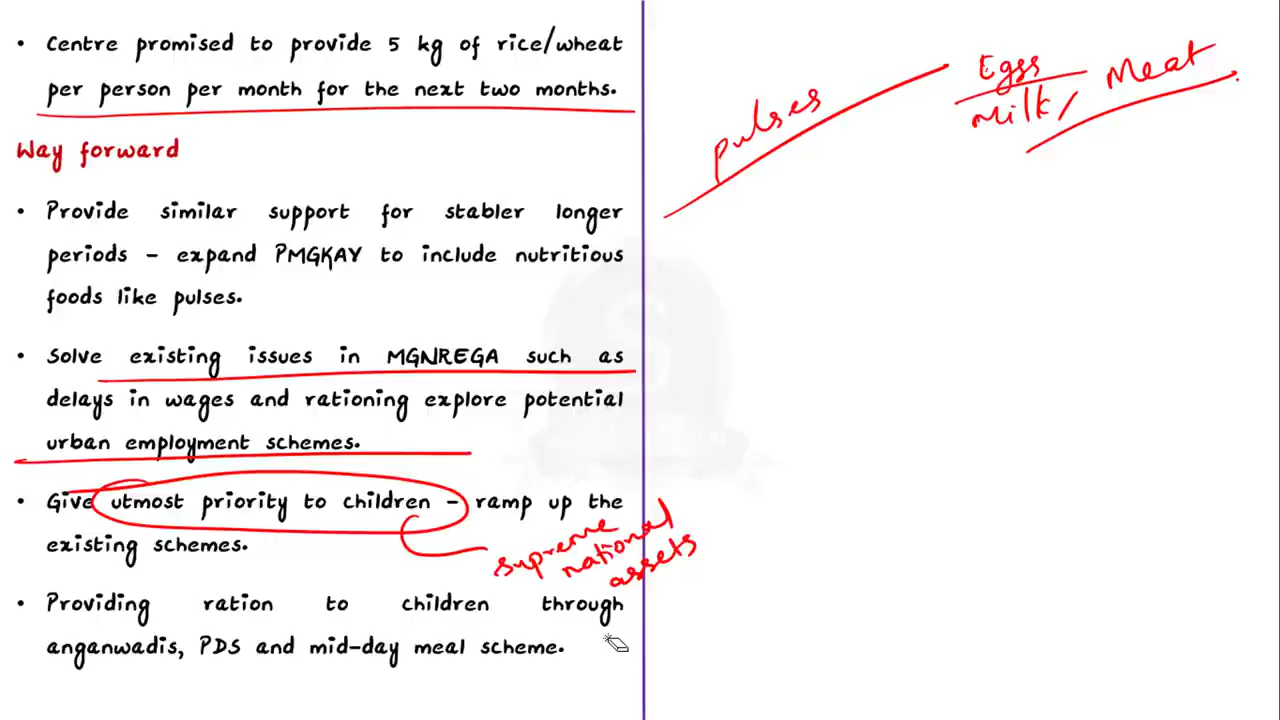 • Centre promised to provide 5 kg of rice/wheat
per person per month for the next two months.
Way forward
• Provide similar support for stabler longer
periods – expand PMGKAY to include nutritious
foods like pulses.
• Solve existing issues in MGNREGA such as
delays in wages and rationing explore potential
urban employment schemes.
• Give utmost priority to children – ramp up the
existing schemes.
supreme
national
assets
• Providing ration to children through
anganwadis, PDS and mid-day meal scheme.
pulses
Eggs
Milk/
Meat